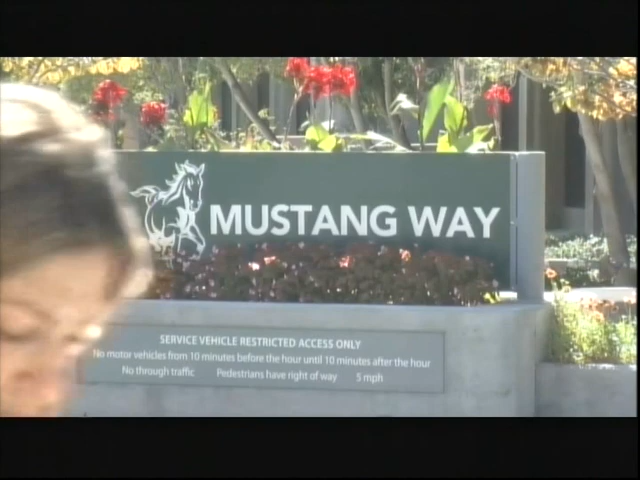 MUSTANG WAY
SERVICE VEHICLE RESTRICTED ACCESS ONLY
No motor vehicles from 10 minutes before the hour until 10 minutes after the hour
No through traffic Pedestrians have right of way 5 mph